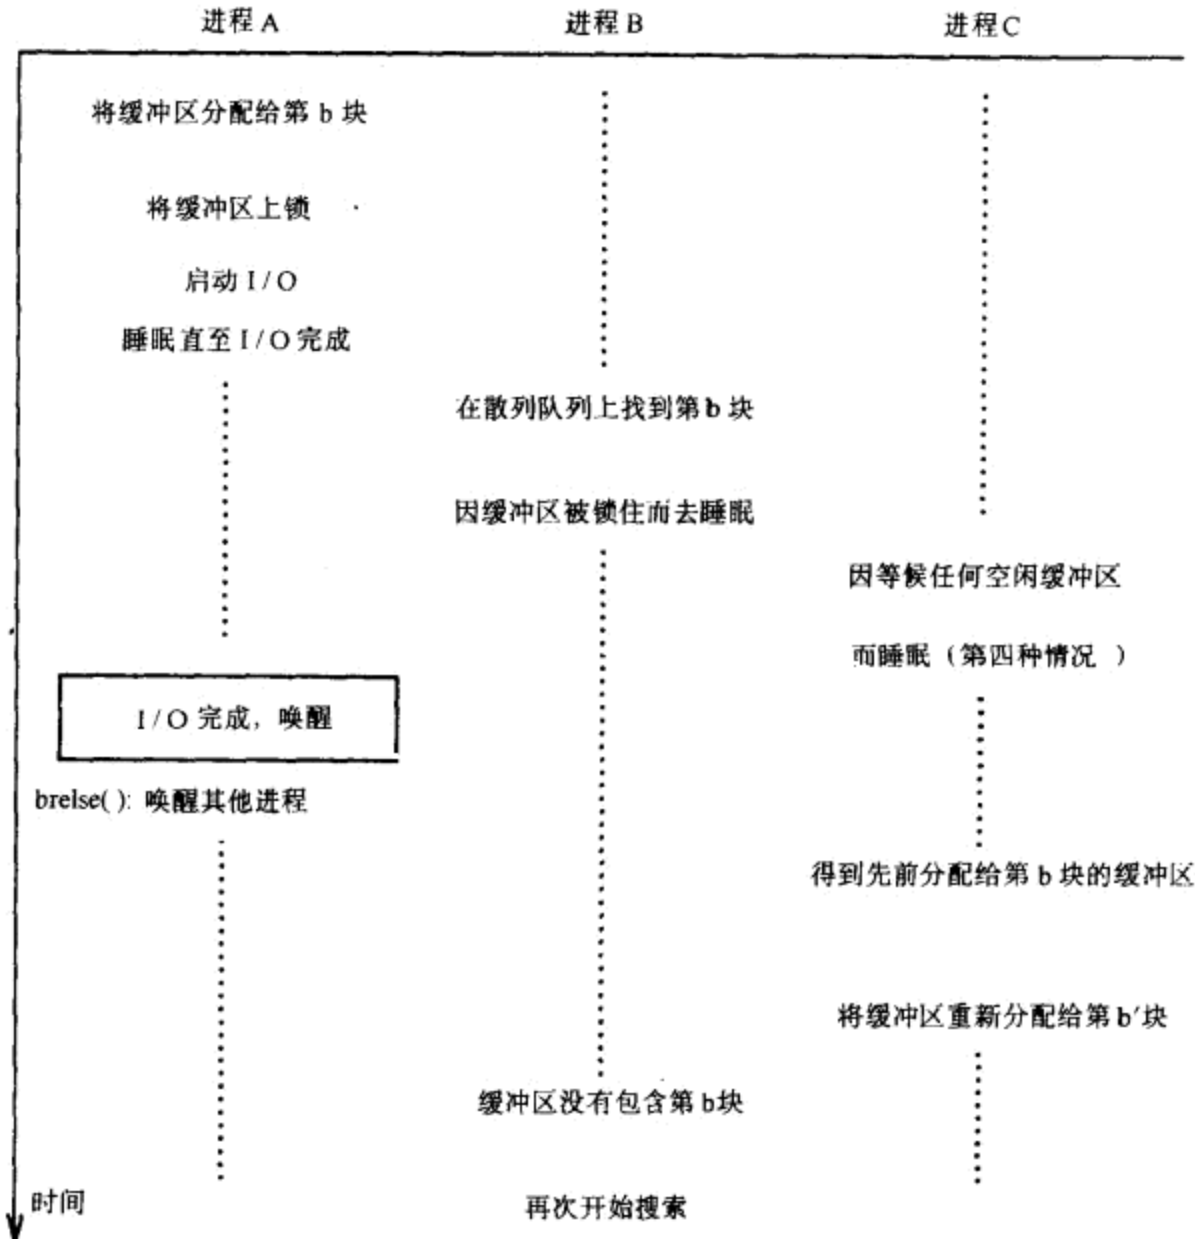 进程A 进程B 进程C
将缓冲区分配给第 b 块
将缓冲区上锁
启动 I/O
睡眠直至 I/O 完成
在散列队列上找到第 b 块
因缓冲区被锁住而去睡眠
因等候任何空闲缓冲区
而睡眠（第四种情况 ）
I/O 完成，唤醒
brelse( ): 唤醒其他进程
得到先前分配给第 b 块的缓冲区
将缓冲区重新分配给第 b′块
缓冲区没有包含第 b块
时间
再次开始搜索